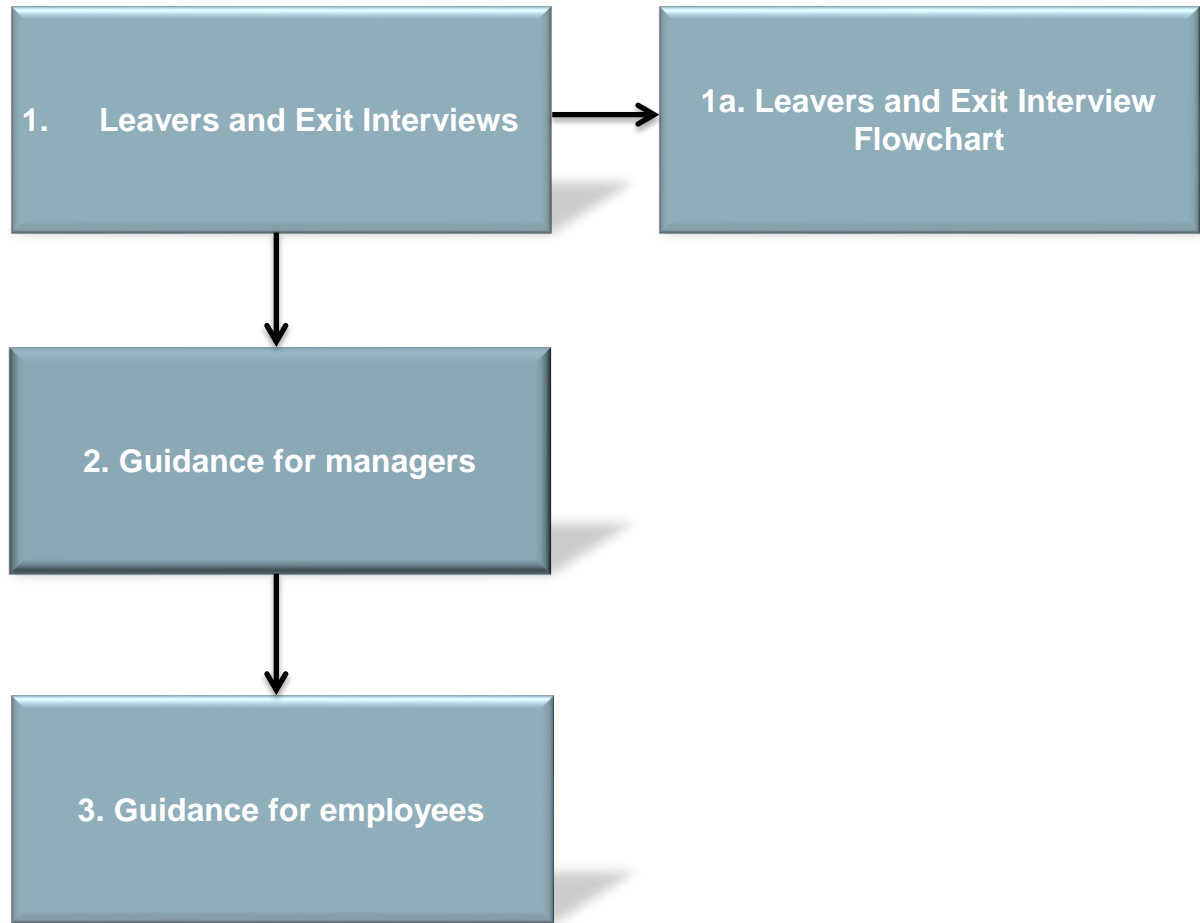 1. Leavers and Exit Interviews
1a. Leavers and Exit Interview
Flowchart
2. Guidance for managers
3. Guidance for employees